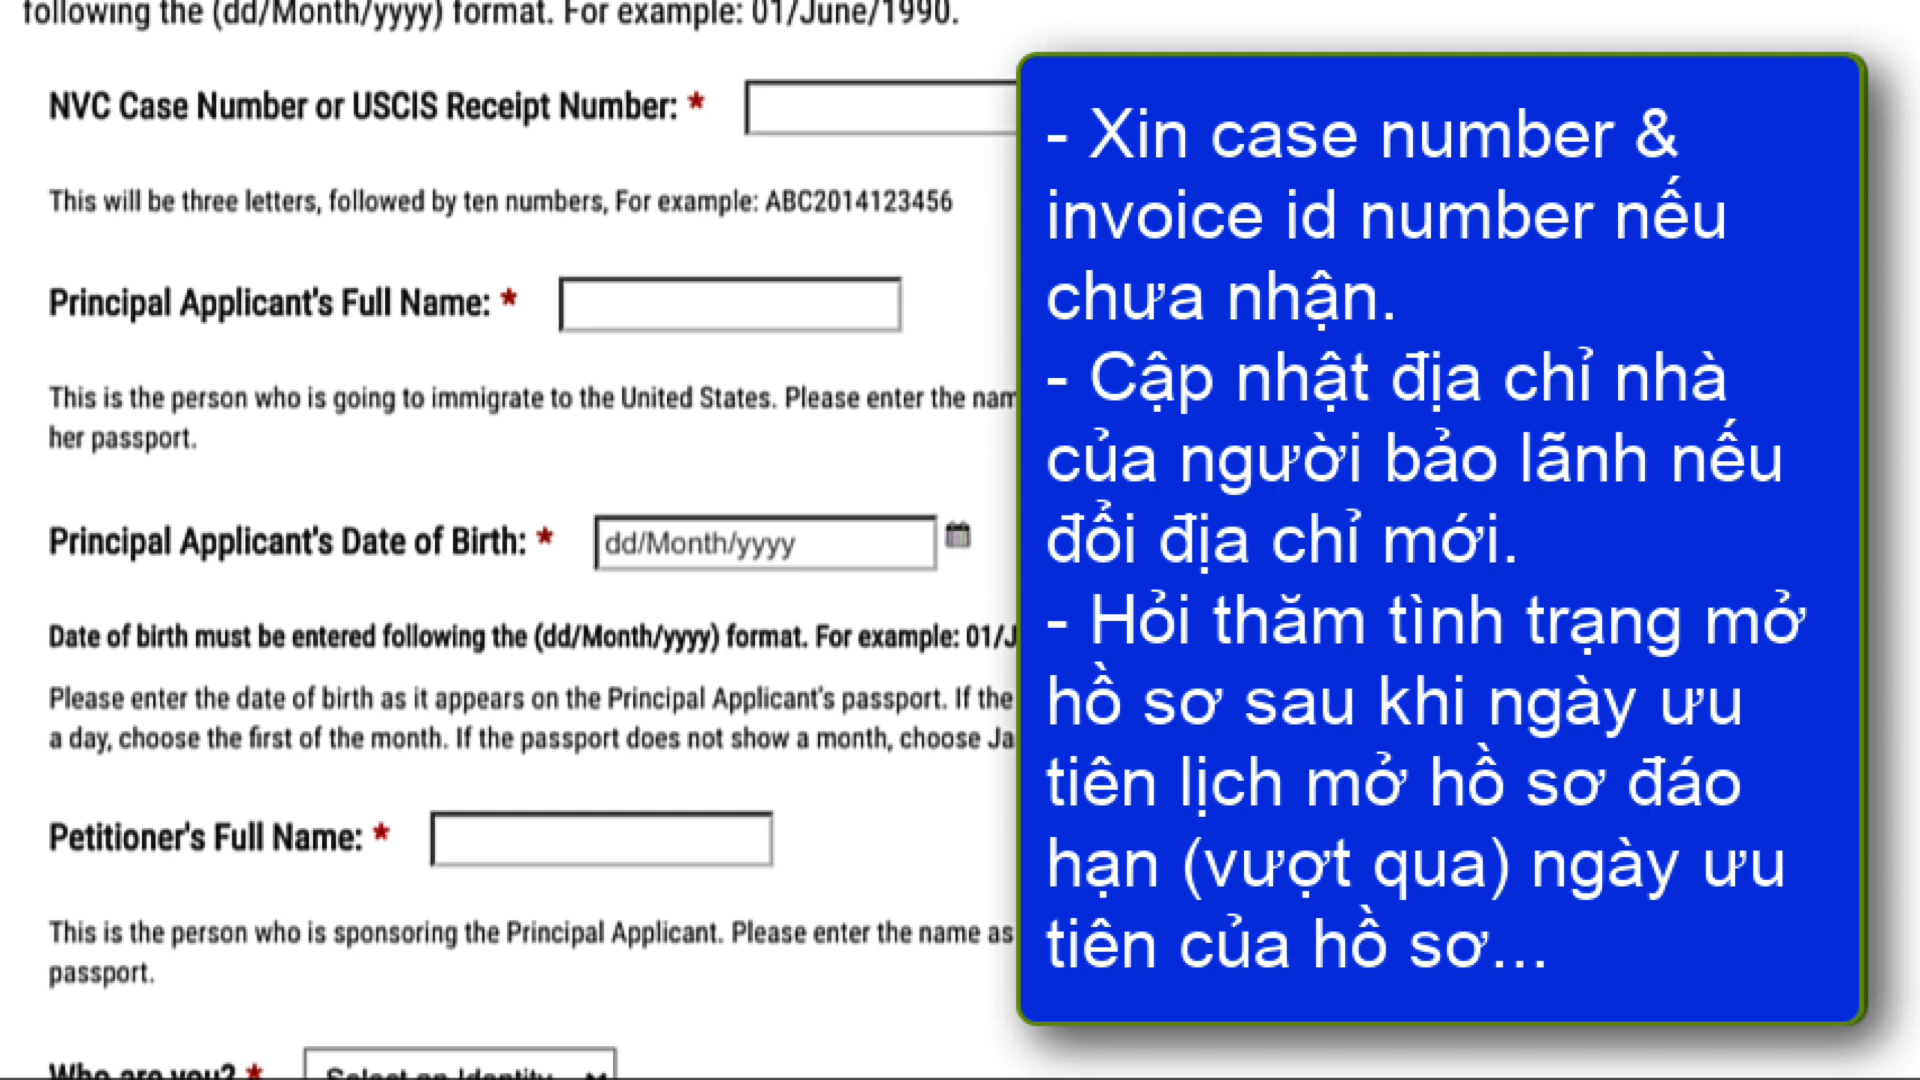 following the (dd/Month/yyyy) format. For example: 01/June/1990.
NVC Case Number or USCIS Receipt Number: *
This will be three letters, followed by ten numbers, For example: ABC2014123456
Principal Applicant's Full Name: *
This is the person who is going to immigrate to the United States. Please enter the nam
her passport.
Principal Applicant's Date of Birth: * dd/Month/yyyy
Date of birth must be entered following the (dd/Month/yyyy) format. For example: 01/J
Please enter the date of birth as it appears on the Principal Applicant's passport. If the
a day, choose the first of the month. If the passport does not show a month, choose Ja
Petitioner's Full Name: *
This is the person who is sponsoring the Principal Applicant. Please enter the name as
passport.
Who are you? * Select an Identity
- Xin case number &
invoice id number nếu
chưa nhận.
- Cập nhật địa chỉ nhà
của người bảo lãnh nếu
đổi địa chỉ mới.
- Hỏi thăm tình trạng mở
hồ sơ sau khi ngày ưu
tiên lịch mở hồ sơ đáo
hạn (vượt qua) ngày ưu
tiên của hồ sơ...